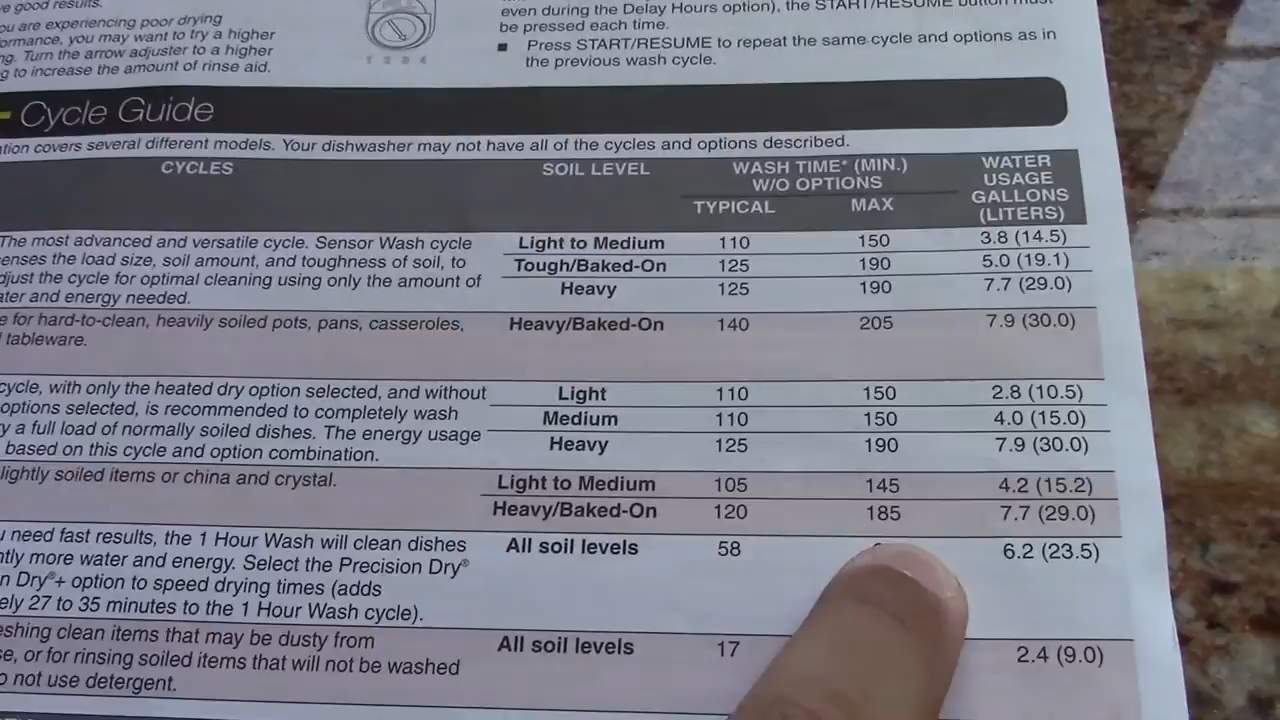 ve good results.
ou are experiencing poor drying
ormance, you may want to try a higher
ng. Turn the arrow adjuster to a higher
g to increase the amount of rinse aid.
1 2 3 4
even during the Delay Hours option), the START/RESUME button must
be pressed each time.
■ Press START/RESUME to repeat the same cycle and options as in
the previous wash cycle.
Cycle Guide
tion covers several different models. Your dishwasher may not have all of the cycles and options described.
CYCLES SOIL LEVEL WASH TIME* (MIN.) W/O OPTIONS WATER USAGE GALLONS (LITERS)
TYPICAL MAX
The most advanced and versatile cycle. Sensor Wash cycle
enses the load size, soil amount, and toughness of soil, to
djust the cycle for optimal cleaning using only the amount of
ater and energy needed.
Light to Medium 110 150 3.8 (14.5)
Tough/Baked-On 125 190 5.0 (19.1)
Heavy 125 190 7.7 (29.0)
e for hard-to-clean, heavily soiled pots, pans, casseroles,
tableware.
Heavy/Baked-On 140 205 7.9 (30.0)
cycle, with only the heated dry option selected, and without
options selected, is recommended to completely wash
y a full load of normally soiled dishes. The energy usage
based on this cycle and option combination.
Light 110 150 2.8 (10.5)
Medium 110 150 4.0 (15.0)
Heavy 125 190 7.9 (30.0)
lightly soiled items or china and crystal.
Light to Medium 105 145 4.2 (15.2)
Heavy/Baked-On 120 185 7.7 (29.0)
u need fast results, the 1 Hour Wash will clean dishes
ntly more water and energy. Select the Precision Dry®
n Dry®+ option to speed drying times (adds
ely 27 to 35 minutes to the 1 Hour Wash cycle).
All soil levels 58 6.2 (23.5)
eshing clean items that may be dusty from
se, or for rinsing soiled items that will not be washed
o not use detergent.
All soil levels 17 2.4 (9.0)